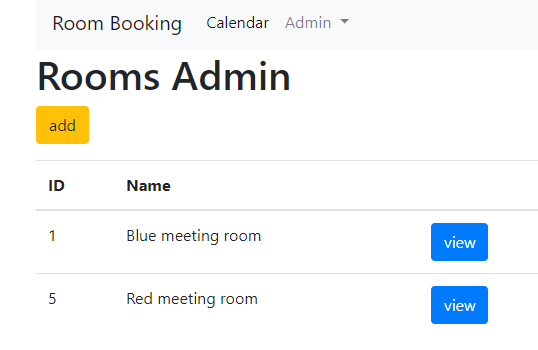 Room Booking Calendar Admin
Rooms Admin
add
ID Name
1 Blue meeting room view
5 Red meeting room view